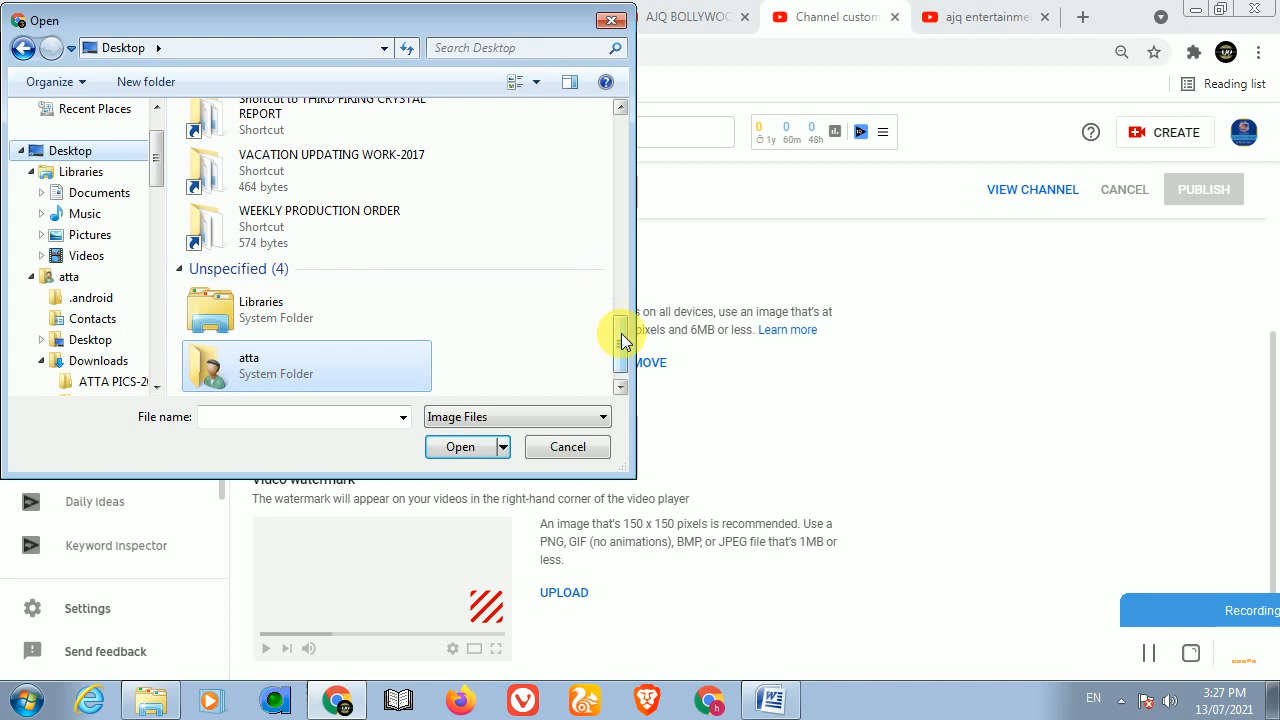 Open
AJQ BOLLYWOO
Channel custom
ajq entertainme
Desktop
Search Desktop
Organize
New folder
Reading list
Recent Places
Shortcut to THIRD FIRING CRYSTAL
REPORT
Shortcut
0 0 0
1y 60m 48h
CREATE
Desktop
Libraries
Documents
Music
Pictures
Videos
atta
.android
Contacts
Desktop
Downloads
ATTA PICS-2
VACATION UPDATING WORK-2017
Shortcut
464 bytes
WEEKLY PRODUCTION ORDER
Shortcut
574 bytes
Unspecified (4)
Libraries
System Folder
atta
System Folder
VIEW CHANNEL
CANCEL
PUBLISH
s on all devices, use an image that's at
pixels and 6MB or less. Learn more
MOVE
File name:
Image Files
Open
Cancel
Video watermark
The watermark will appear on your videos in the right-hand corner of the video player
An image that's 150 x 150 pixels is recommended. Use a
PNG, GIF (no animations), BMP, or JPEG file that's 1MB or
less.
UPLOAD
Daily Ideas
Keyword Inspector
Settings
Send feedback
Recording
EN
3:27 PM
13/07/2021